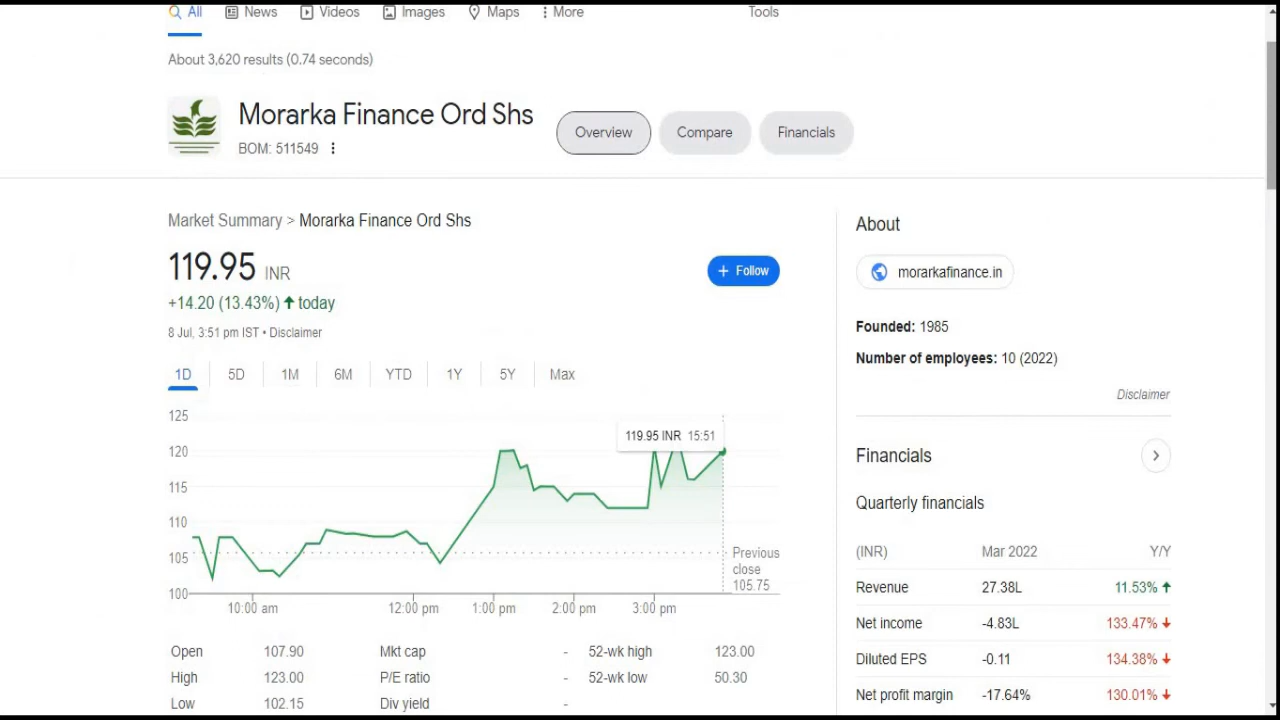 All News Videos Images Maps More Tools
About 3,620 results (0.74 seconds)
Morarka Finance Ord Shs
BOM: 511549
Overview Compare Financials
Market Summary > Morarka Finance Ord Shs
119.95 INR
+ Follow
+14.20 (13.43%) today
8 Jul, 3:51 pm IST • Disclaimer
1D 5D 1M 6M YTD 1Y 5Y Max
125
120
115
110
105
100
119.95 INR 15:51
Previous
close
105.75
10:00 am 12:00 pm 1:00 pm 2:00 pm 3:00 pm
Open 107.90 Mkt cap - 52-wk high 123.00
High 123.00 P/E ratio - 52-wk low 50.30
Low 102.15 Div yield -
About
morarkafinance.in
Founded: 1985
Number of employees: 10 (2022)
Disclaimer
Financials
Quarterly financials
(INR) Mar 2022 Y/Y
Revenue 27.38L 11.53%
Net income -4.83L 133.47%
Diluted EPS -0.11 134.38%
Net profit margin -17.64% 130.01%